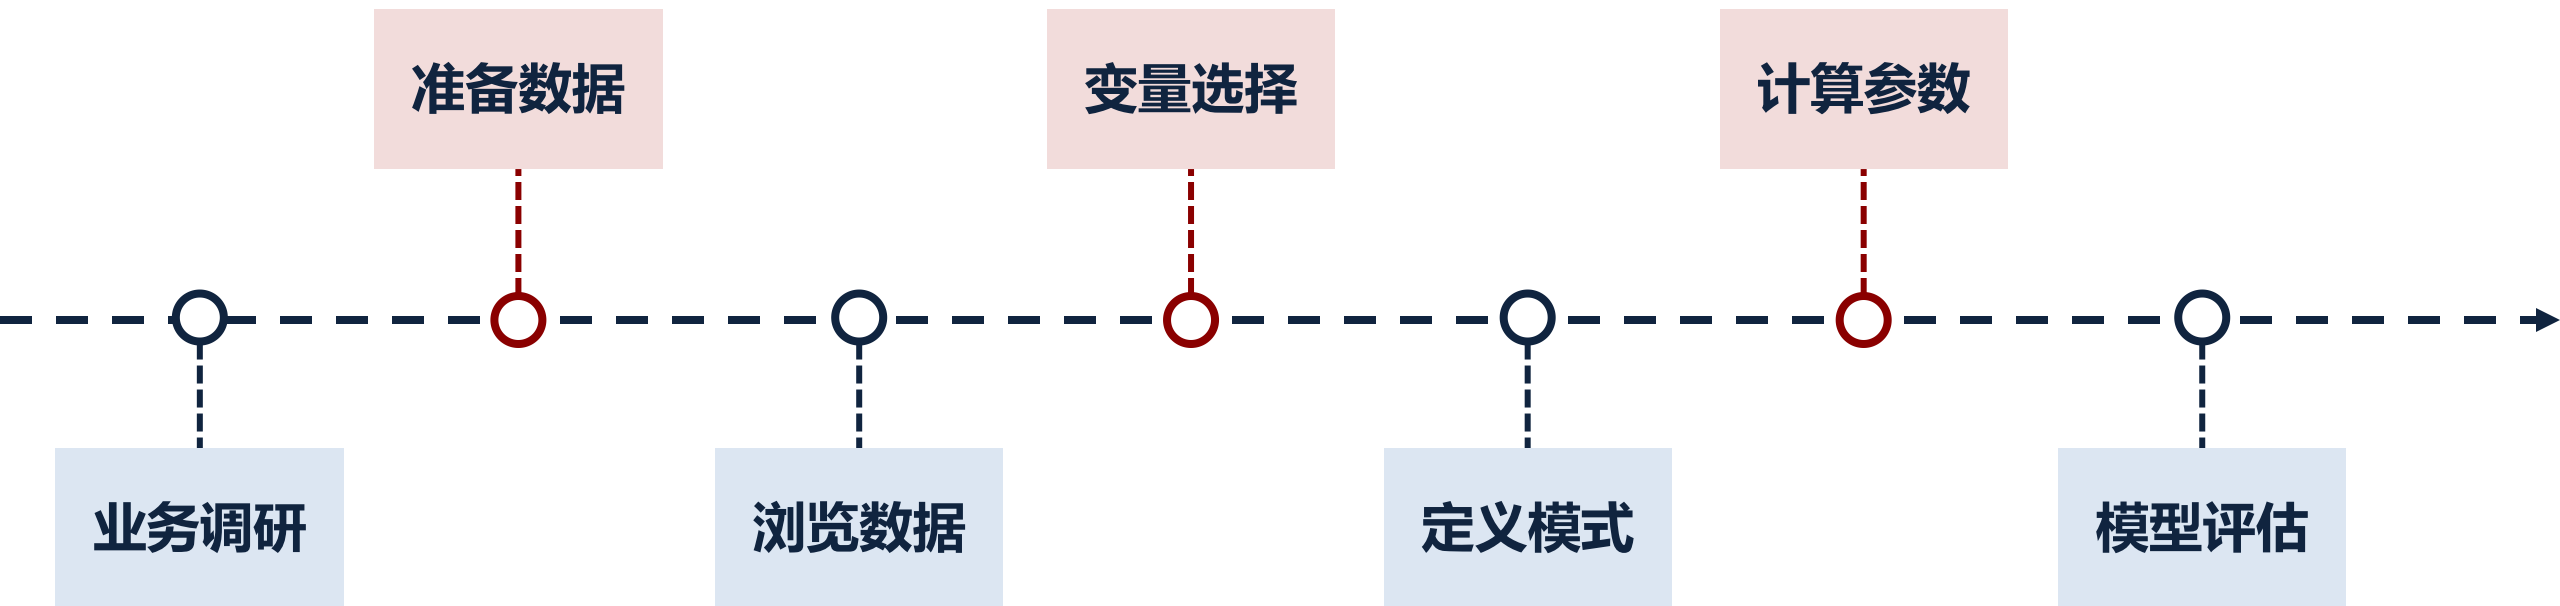 业务调研
准备数据
浏览数据
变量选择
定义模式
计算参数
模型评估